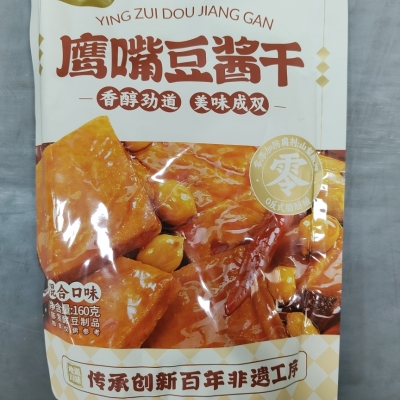 YING ZUI DOU JIANG GAN
鹰嘴豆酱干
香醇劲道 美味成双
零
混合口味
净含量:160克
传承创新百年非遗工序